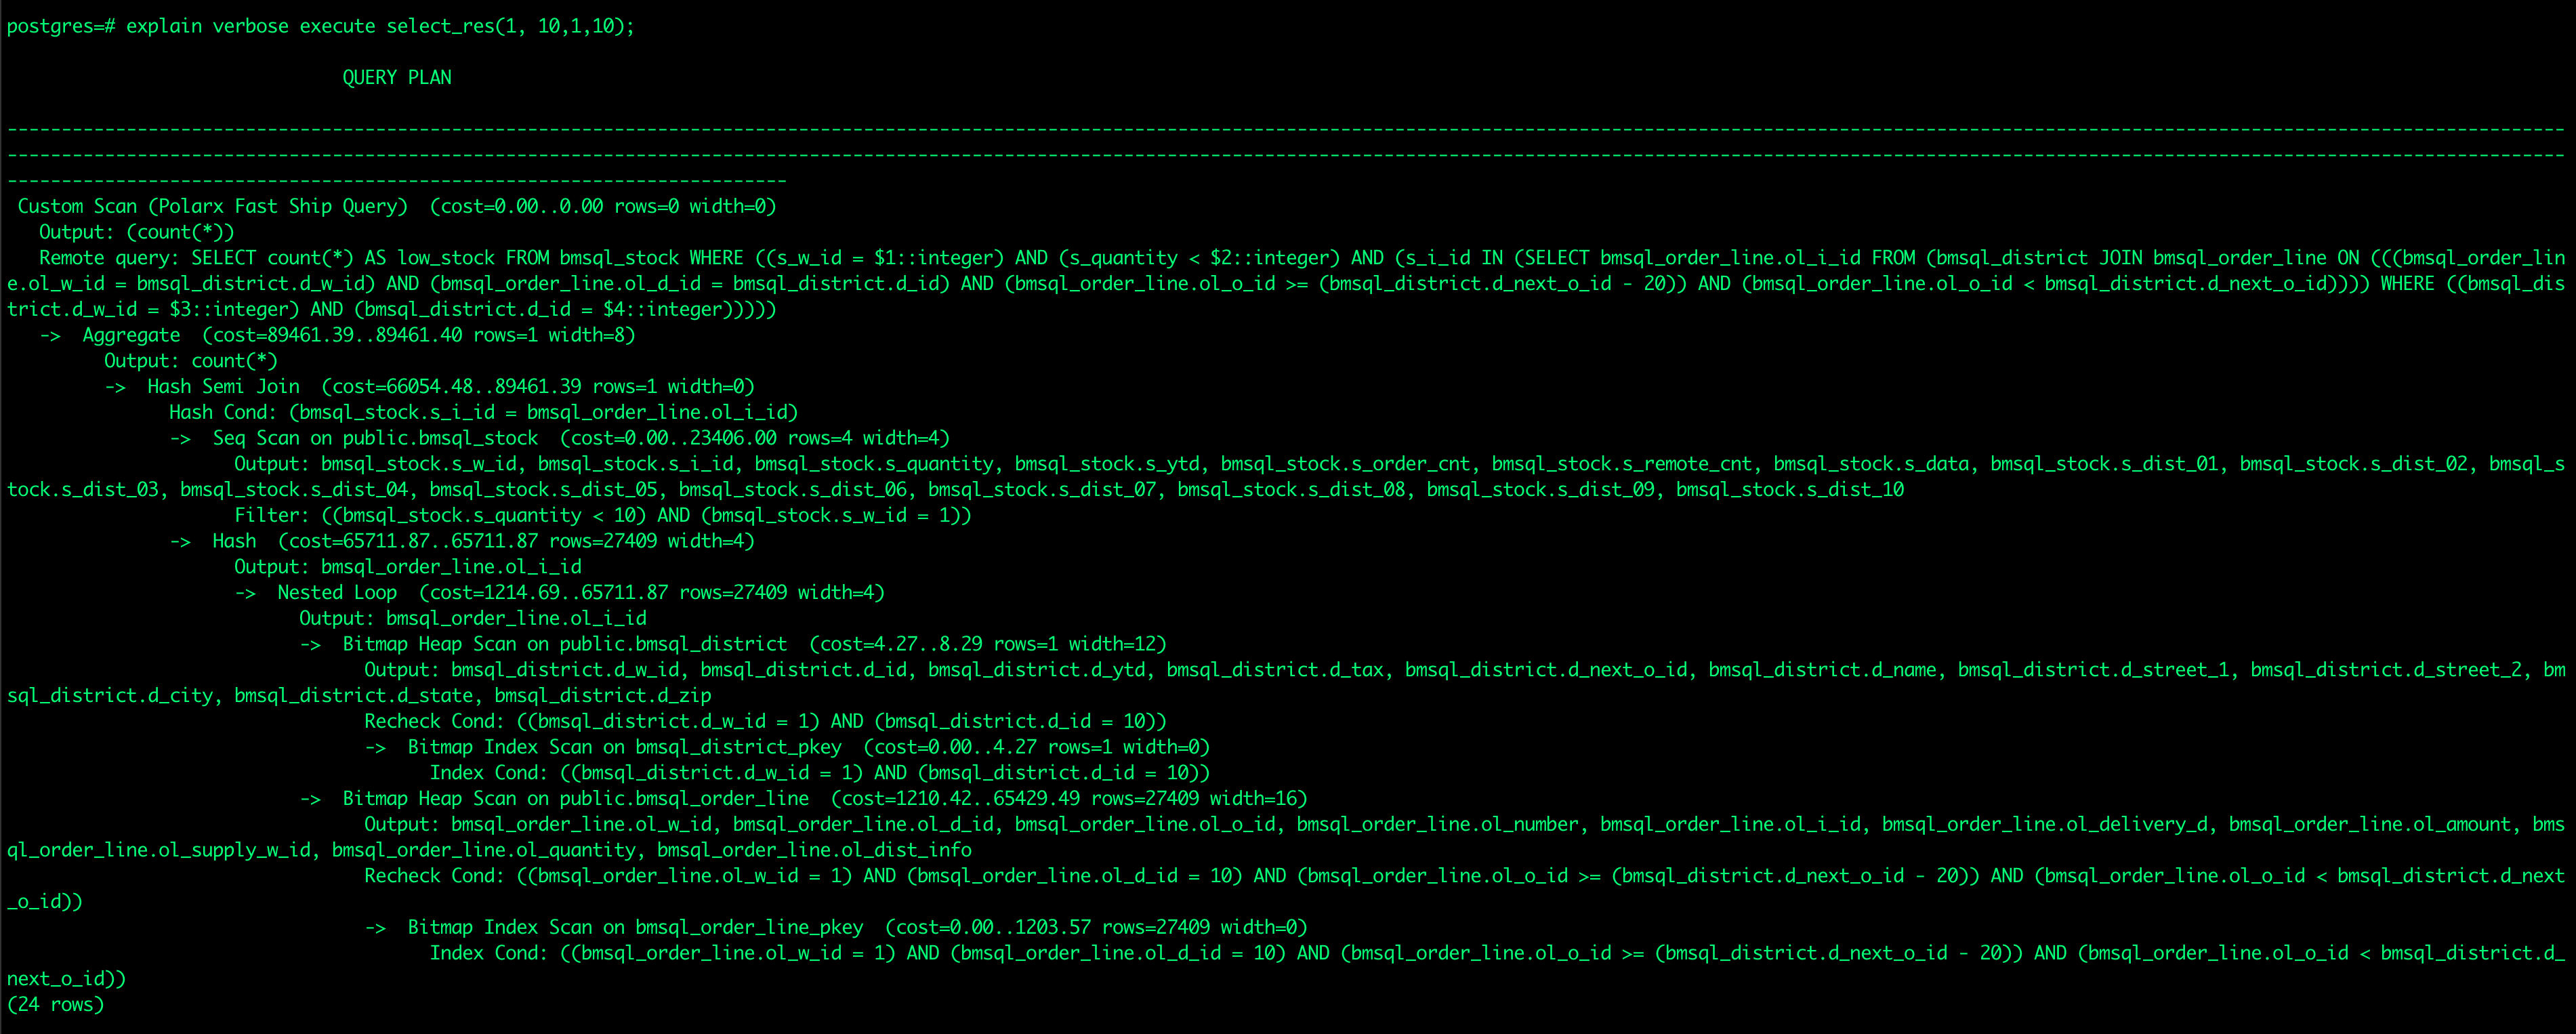 postgres=# explain verbose execute select_res(1, 10,1,10);
QUERY PLAN
--------------------------------------------------------------------------------------------------------------------------------------------------------------------------------------------------------------------------------------------
--------------------------------------------------------------------------------------------------------------------------------------------------------------------------------------------------------------------------------------------
------------------------------------------------------------------------
Custom Scan (Polarx Fast Ship Query)  (cost=0.00..0.00 rows=0 width=0)
Output: (count(*))
Remote query: SELECT count(*) AS low_stock FROM bmsql_stock WHERE ((s_w_id = $1::integer) AND (s_quantity < $2::integer) AND (s_i_id IN (SELECT bmsql_order_line.ol_i_id FROM (bmsql_district JOIN bmsql_order_line ON (((bmsql_order_lin
e.ol_w_id = bmsql_district.d_w_id) AND (bmsql_order_line.ol_d_id = bmsql_district.d_id) AND (bmsql_order_line.ol_o_id >= (bmsql_district.d_next_o_id - 20)) AND (bmsql_order_line.ol_o_id < bmsql_district.d_next_o_id)))) WHERE ((bmsql_dis
trict.d_w_id = $3::integer) AND (bmsql_district.d_id = $4::integer)))))
->  Aggregate  (cost=89461.39..89461.40 rows=1 width=8)
Output: count(*)
->  Hash Semi Join  (cost=66054.48..89461.39 rows=1 width=0)
Hash Cond: (bmsql_stock.s_i_id = bmsql_order_line.ol_i_id)
->  Seq Scan on public.bmsql_stock  (cost=0.00..23406.00 rows=4 width=4)
Output: bmsql_stock.s_w_id, bmsql_stock.s_i_id, bmsql_stock.s_quantity, bmsql_stock.s_ytd, bmsql_stock.s_order_cnt, bmsql_stock.s_remote_cnt, bmsql_stock.s_data, bmsql_stock.s_dist_01, bmsql_stock.s_dist_02, bmsql_s
tock.s_dist_03, bmsql_stock.s_dist_04, bmsql_stock.s_dist_05, bmsql_stock.s_dist_06, bmsql_stock.s_dist_07, bmsql_stock.s_dist_08, bmsql_stock.s_dist_09, bmsql_stock.s_dist_10
Filter: ((bmsql_stock.s_quantity < 10) AND (bmsql_stock.s_w_id = 1))
->  Hash  (cost=65711.87..65711.87 rows=27409 width=4)
Output: bmsql_order_line.ol_i_id
->  Nested Loop  (cost=1214.69..65711.87 rows=27409 width=4)
Output: bmsql_order_line.ol_i_id
->  Bitmap Heap Scan on public.bmsql_district  (cost=4.27..8.29 rows=1 width=12)
Output: bmsql_district.d_w_id, bmsql_district.d_id, bmsql_district.d_ytd, bmsql_district.d_tax, bmsql_district.d_next_o_id, bmsql_district.d_name, bmsql_district.d_street_1, bmsql_district.d_street_2, bm
sql_district.d_city, bmsql_district.d_state, bmsql_district.d_zip
Recheck Cond: ((bmsql_district.d_w_id = 1) AND (bmsql_district.d_id = 10))
->  Bitmap Index Scan on bmsql_district_pkey  (cost=0.00..4.27 rows=1 width=0)
Index Cond: ((bmsql_district.d_w_id = 1) AND (bmsql_district.d_id = 10))
->  Bitmap Heap Scan on public.bmsql_order_line  (cost=1210.42..65429.49 rows=27409 width=16)
Output: bmsql_order_line.ol_w_id, bmsql_order_line.ol_d_id, bmsql_order_line.ol_o_id, bmsql_order_line.ol_number, bmsql_order_line.ol_i_id, bmsql_order_line.ol_delivery_d, bmsql_order_line.ol_amount, bms
ql_order_line.ol_supply_w_id, bmsql_order_line.ol_quantity, bmsql_order_line.ol_dist_info
Recheck Cond: ((bmsql_order_line.ol_w_id = 1) AND (bmsql_order_line.ol_d_id = 10) AND (bmsql_order_line.ol_o_id >= (bmsql_district.d_next_o_id - 20)) AND (bmsql_order_line.ol_o_id < bmsql_district.d_next
_o_id))
->  Bitmap Index Scan on bmsql_order_line_pkey  (cost=0.00..1203.57 rows=27409 width=0)
Index Cond: ((bmsql_order_line.ol_w_id = 1) AND (bmsql_order_line.ol_d_id = 10) AND (bmsql_order_line.ol_o_id >= (bmsql_district.d_next_o_id - 20)) AND (bmsql_order_line.ol_o_id < bmsql_district.d_
next_o_id))
(24 rows)